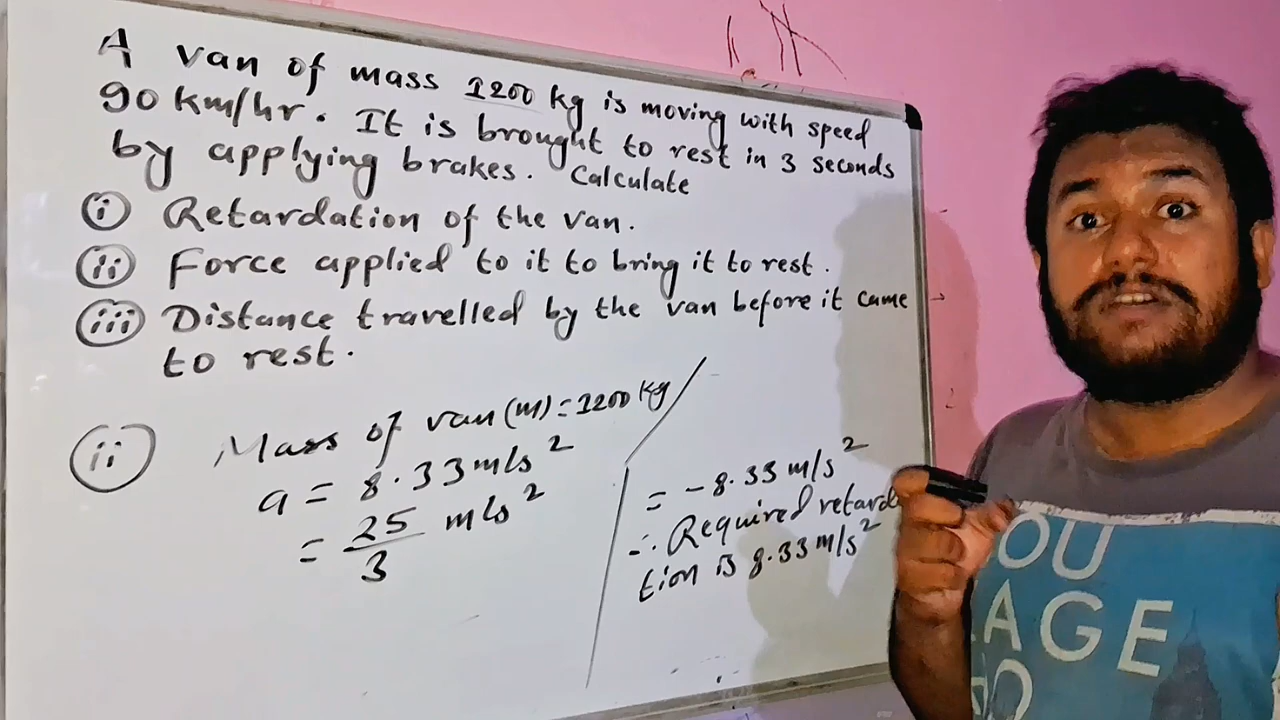 A van of mass 1200 kg is moving with speed
90 km/hr. It is brought to rest in 3 seconds
by applying brakes. Calculate
(i) Retardation of the van.
(ii) Force applied to it to bring it to rest.
(iii) Distance travelled by the van before it came
to rest.
(ii) Mass of van (m) = 1200 kg
a = 8.33 m/s²
= 25/3 m/s²
= -8.33 m/s²
∴ Required retarda
tion is 8.33 m/s²
OU
AGE